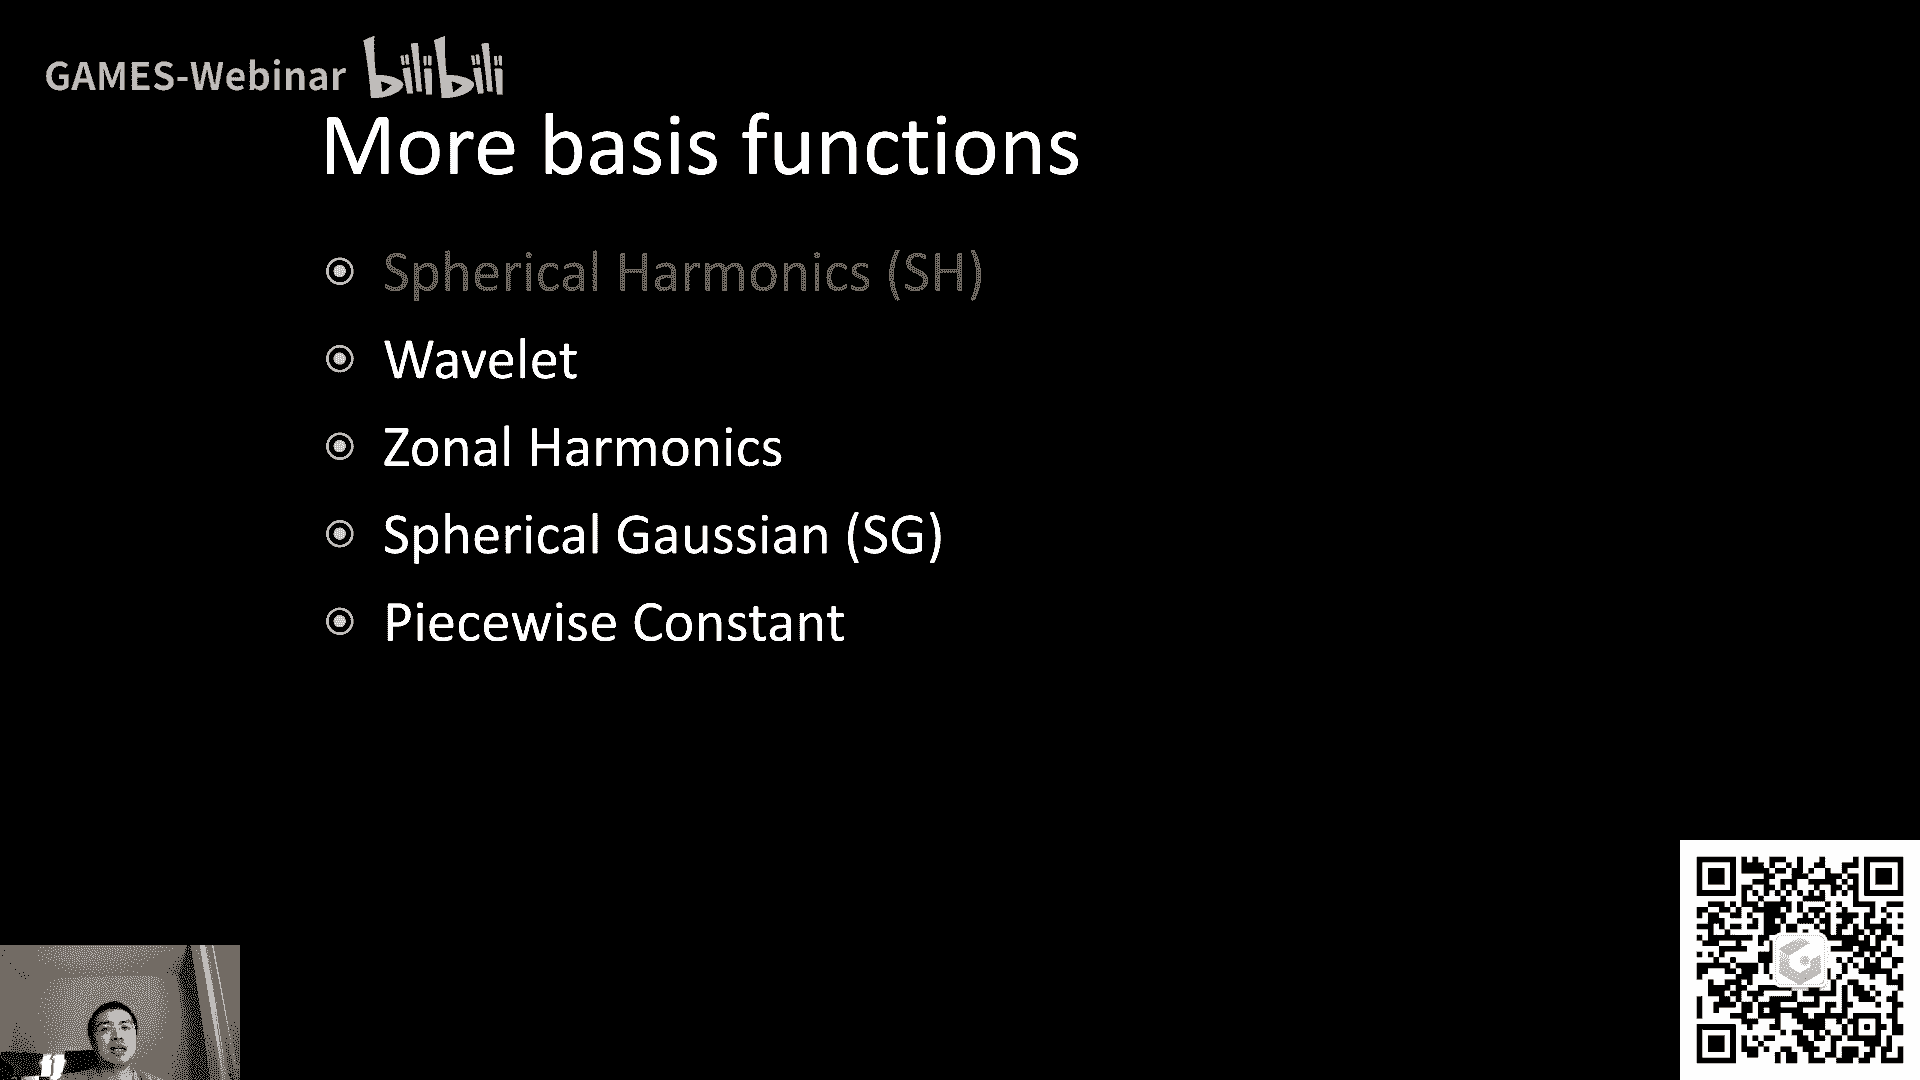 GAMES-Webinar bilibili
More basis functions
Spherical Harmonics (SH)
Wavelet
Zonal Harmonics
Spherical Gaussian (SG)
Piecewise Constant